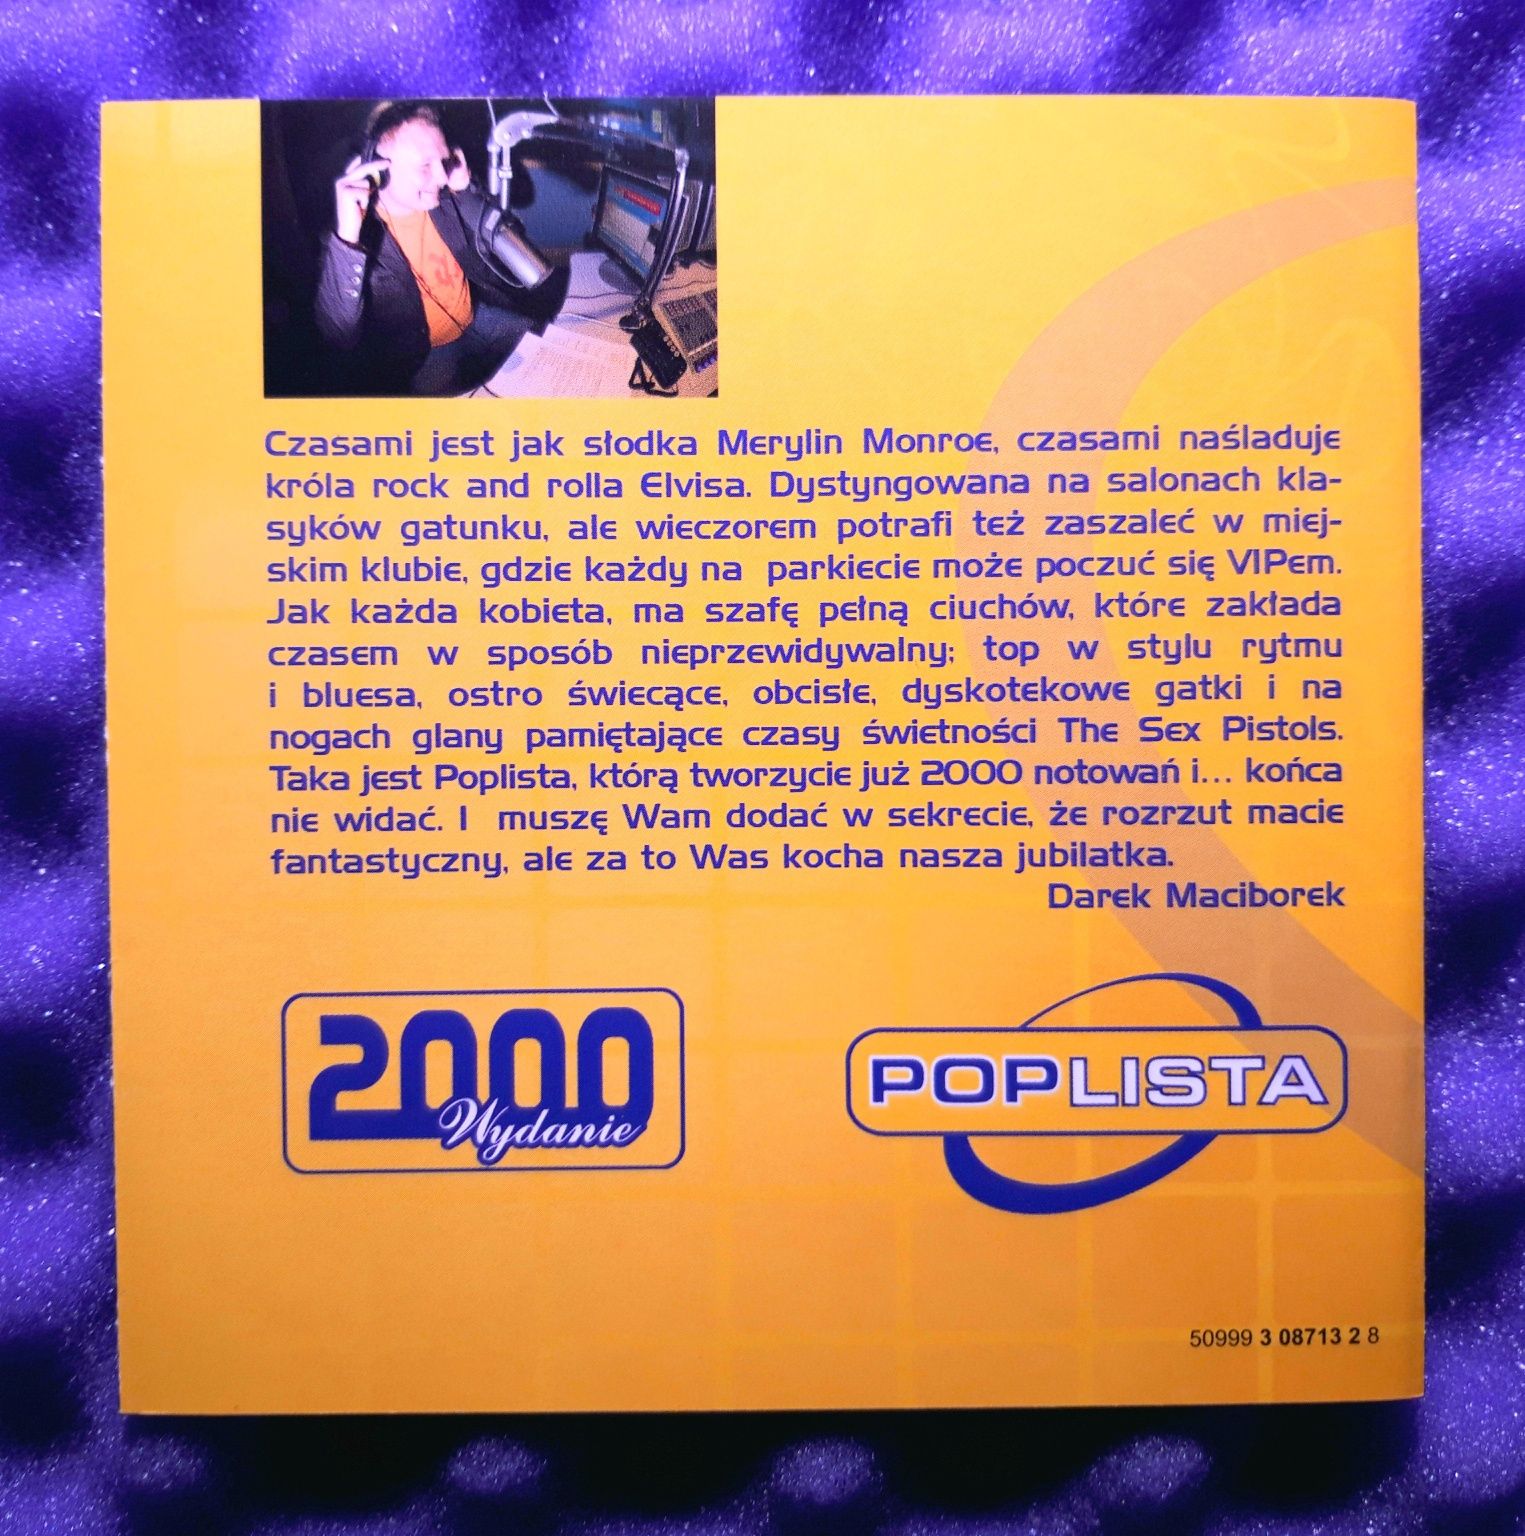 Czasami jest jak słodka Merylin Monroe, czasami naśladuje
króla rock and rolla Elvisa. Dystyngowana na salonach kla-
syków gatunku, ale wieczorem potrafi też zaszaleć w miej-
skim klubie, gdzie każdy na parkiecie może poczuć się VIPem.
Jak każda kobieta, ma szafę pełną ciuchów, które zakłada
czasem w sposób nieprzewidywalny; top w stylu rytmu
i bluesa, ostro świecące, obcisłe, dyskotekowe gatki i na
nogach glany pamiętające czasy świetności The Sex Pistols.
Taka jest Poplista, którą tworzycie już 2000 notowań i... końca
nie widać. I muszę Wam dodać w sekrecie, że rozrzut macie
fantastyczny, ale za to Was kocha nasza jubilatka.
Darek Maciborek
2000
Wydanie
POPLISTA
50999 3 08713 2 8